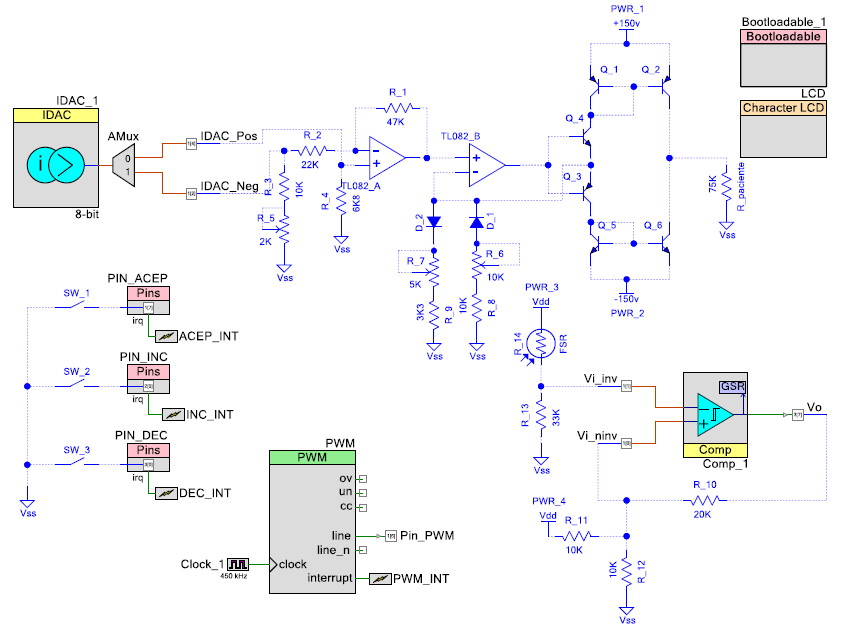 PWR_1
+150v
Bootloadable_1
Bootloadable
Q_1
Q_2
LCD
Character LCD
IDAC_1
IDAC
i
8-bit
AMux
0
1
IDAC_Pos
IDAC_Neg
R_1
47K
R_2
22K
R_3
10K
R_5
2K
Vss
R_4
6K8
Vss
TL082_A
-
+
TL082_B
+
-
Q_4
Q_3
Q_5
Q_6
-150v
PWR_2
75K
R_paciente
Vss
D_2
D_1
R_7
5K
R_6
10K
3K3
R_9
10K
R_8
Vss
Vss
PIN_ACEP
Pins
SW_1
irq
ACEP_INT
PIN_INC
Pins
SW_2
irq
INC_INT
PIN_DEC
Pins
SW_3
irq
DEC_INT
Vss
PWR_3
Vdd
R_14
FSR
R_13
33K
Vss
Vi_inv
Vi_ninv
GSR
-
+
Comp
Comp_1
Vo
R_10
20K
PWR_4
Vdd
R_11
10K
10K
R_12
Vss
PWM
PWM
ov
un
cc
line
line_n
clock
interrupt
Pin_PWM
PWM_INT
Clock_1
450 kHz